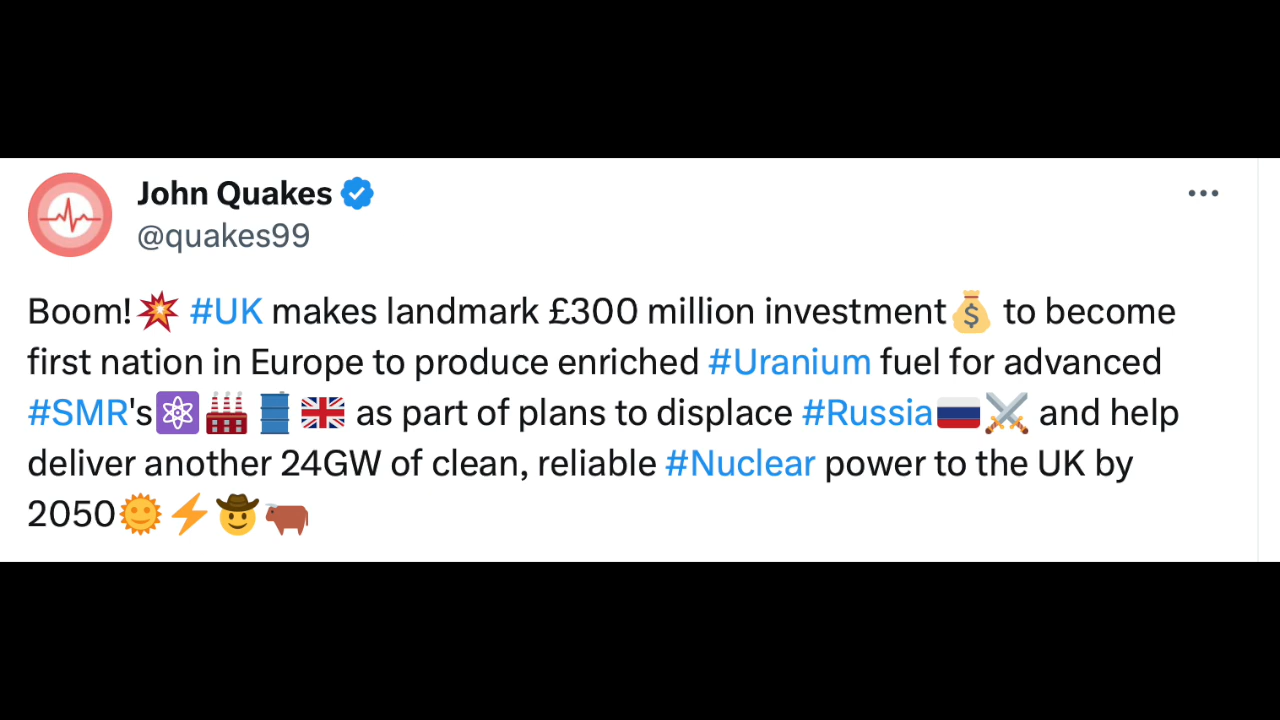 John Quakes
@quakes99
Boom!💥 #UK makes landmark £300 million investment💰 to become
first nation in Europe to produce enriched #Uranium fuel for advanced
#SMR's⚛️🏭🛢️🇬🇧 as part of plans to displace #Russia🇷🇺⚔️ and help
deliver another 24GW of clean, reliable #Nuclear power to the UK by
2050🌞⚡🤠🐂